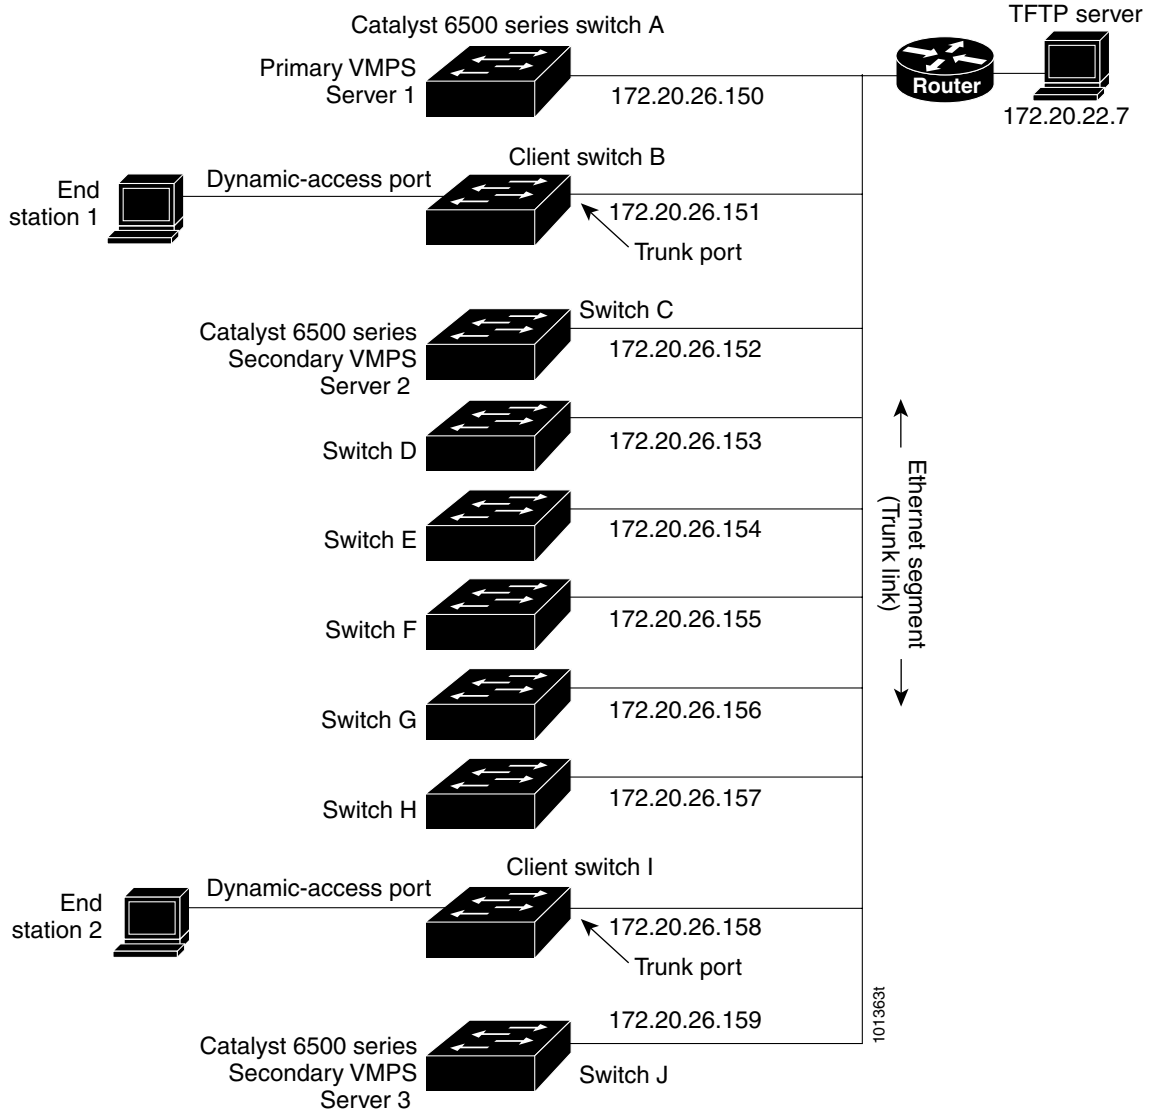 Catalyst 6500 series switch A
TFTP server
Primary VMPS
Server 1
172.20.26.150
Router
172.20.22.7
Client switch B
End
station 1
Dynamic-access port
172.20.26.151
Trunk port
Switch C
Catalyst 6500 series
Secondary VMPS
Server 2
172.20.26.152
Switch D
172.20.26.153
Switch E
172.20.26.154
Ethernet segment
(Trunk link)
Switch F
172.20.26.155
Switch G
172.20.26.156
Switch H
172.20.26.157
Client switch I
End
station 2
Dynamic-access port
172.20.26.158
Trunk port
101363t
172.20.26.159
Catalyst 6500 series
Secondary VMPS
Server 3
Switch J